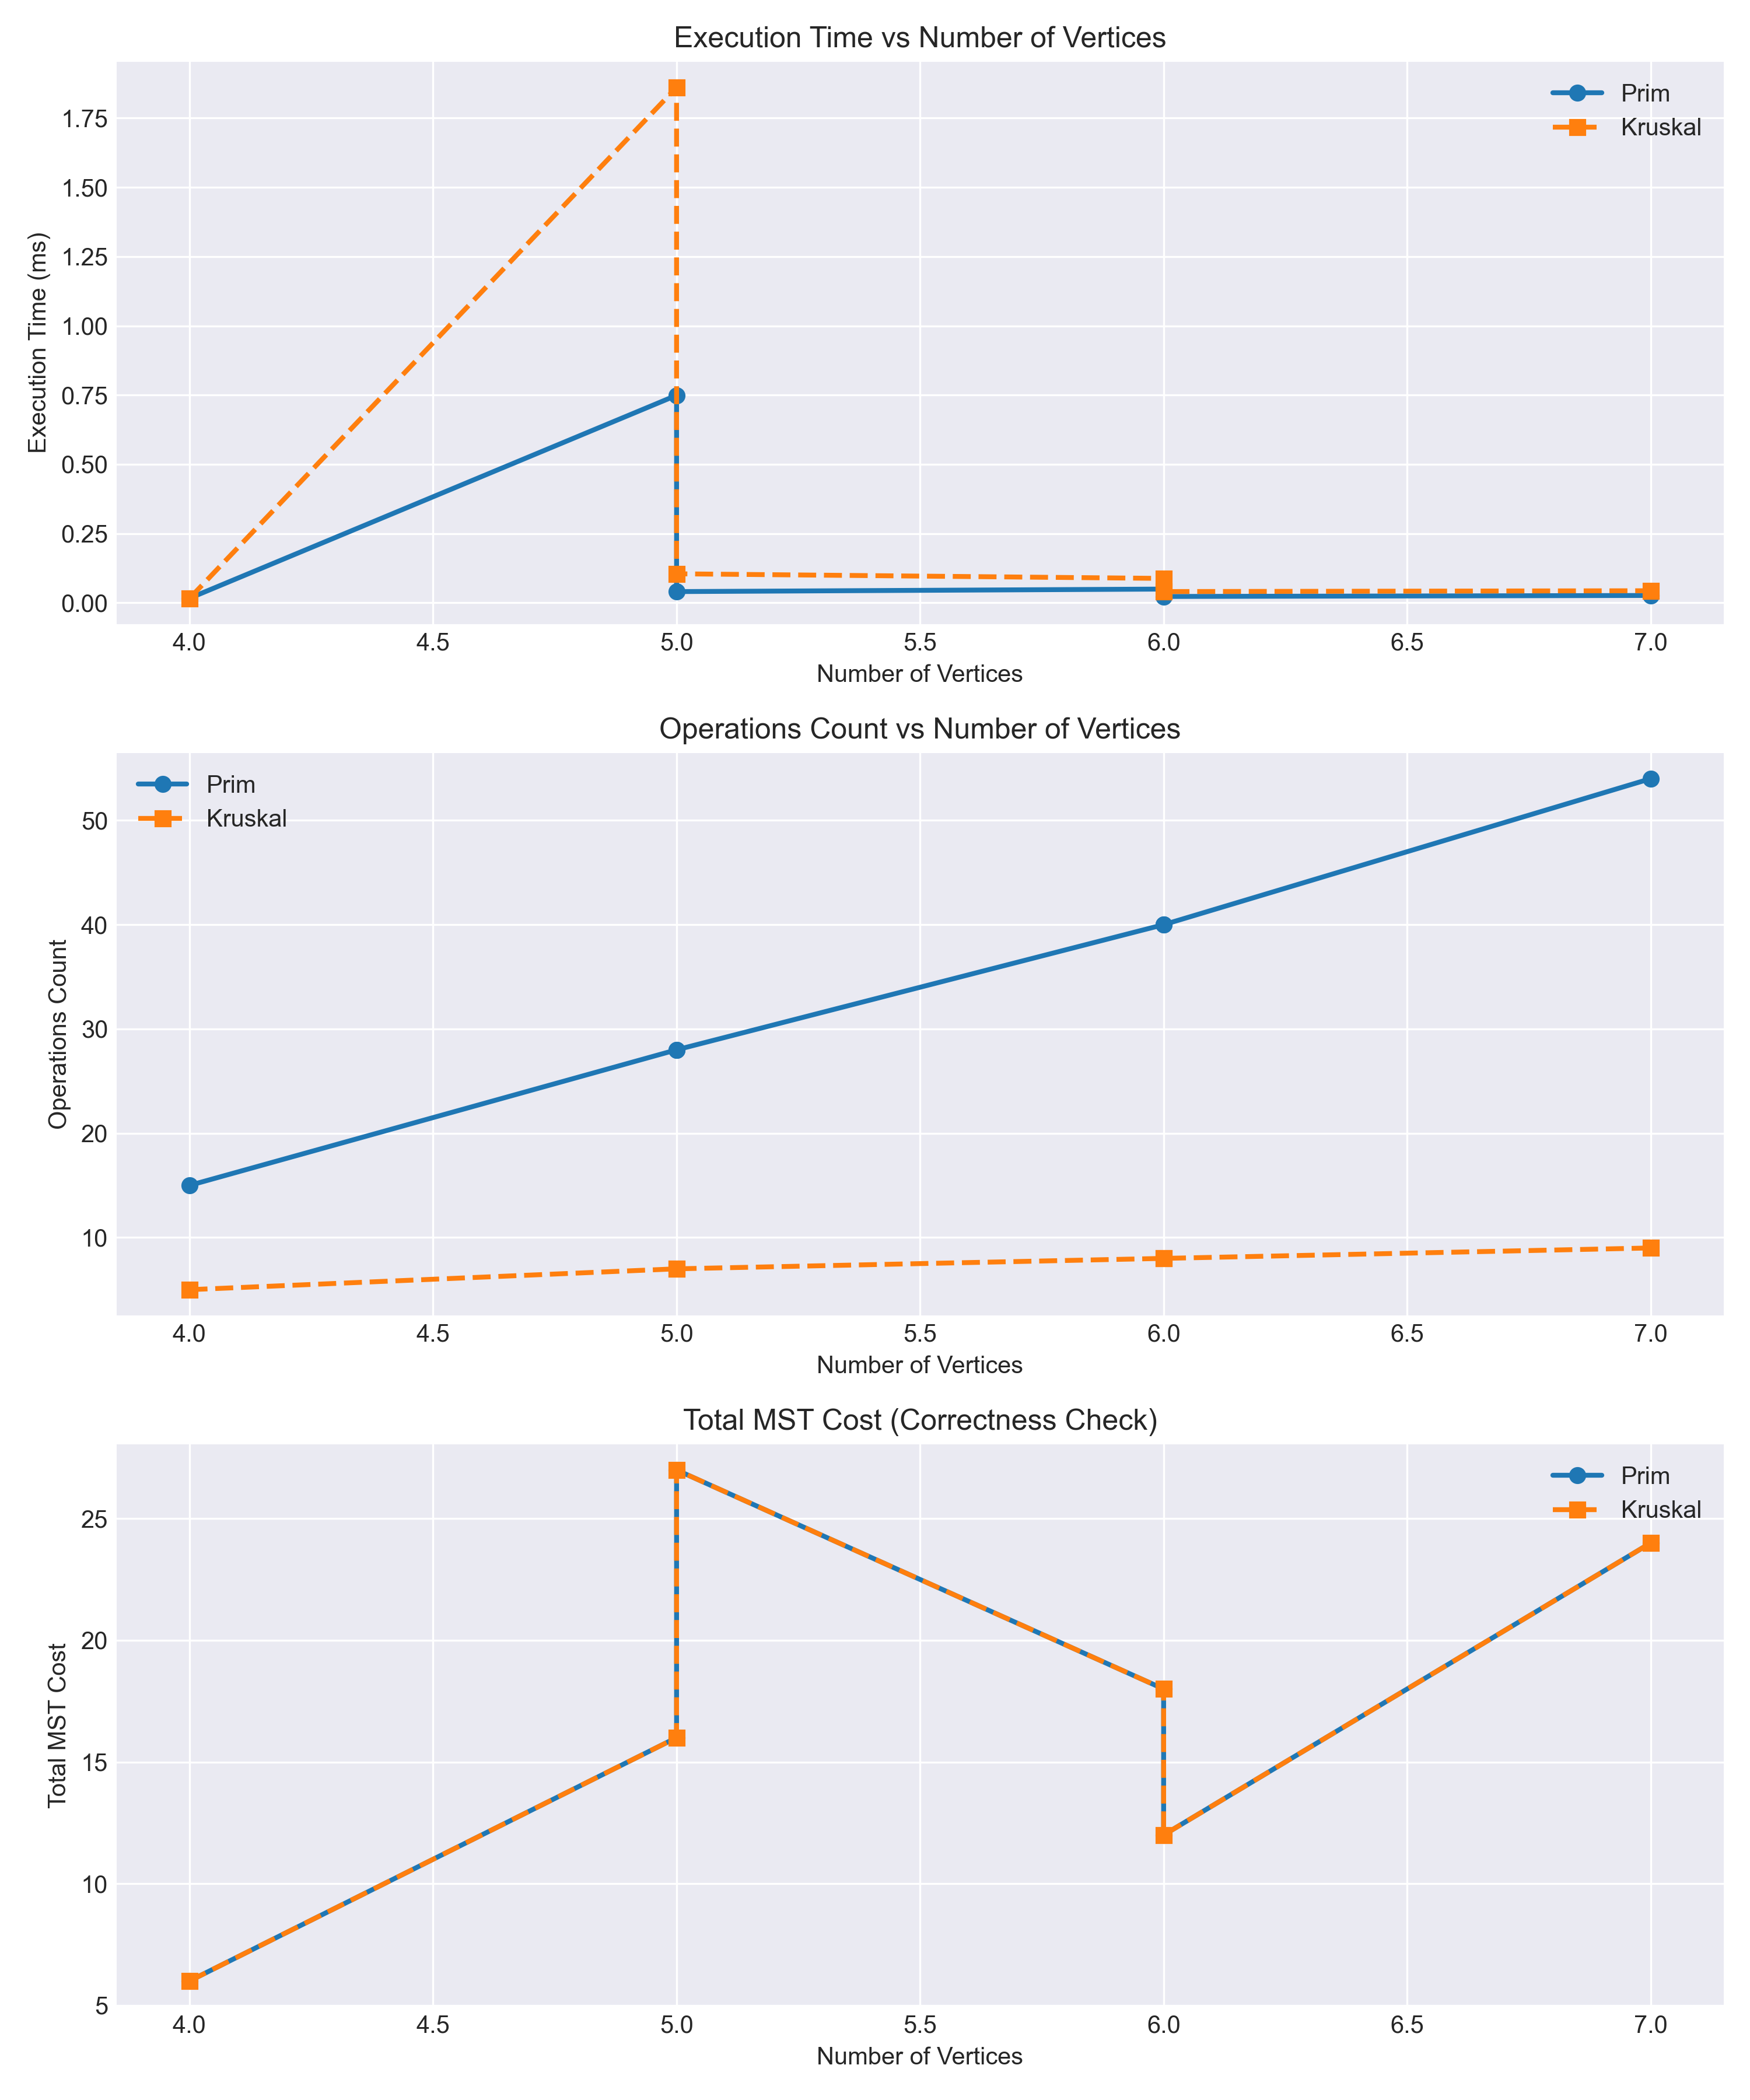 Execution Time vs Number of Vertices
Prim
Kruskal
1.75
1.50
1.25
1.00
0.75
0.50
0.25
0.00
Execution Time (ms)
4.0 4.5 5.0 5.5 6.0 6.5 7.0
Number of Vertices
Operations Count vs Number of Vertices
Prim
Kruskal
50
40
30
20
10
Operations Count
4.0 4.5 5.0 5.5 6.0 6.5 7.0
Number of Vertices
Total MST Cost (Correctness Check)
Prim
Kruskal
25
20
15
10
5
Total MST Cost
4.0 4.5 5.0 5.5 6.0 6.5 7.0
Number of Vertices